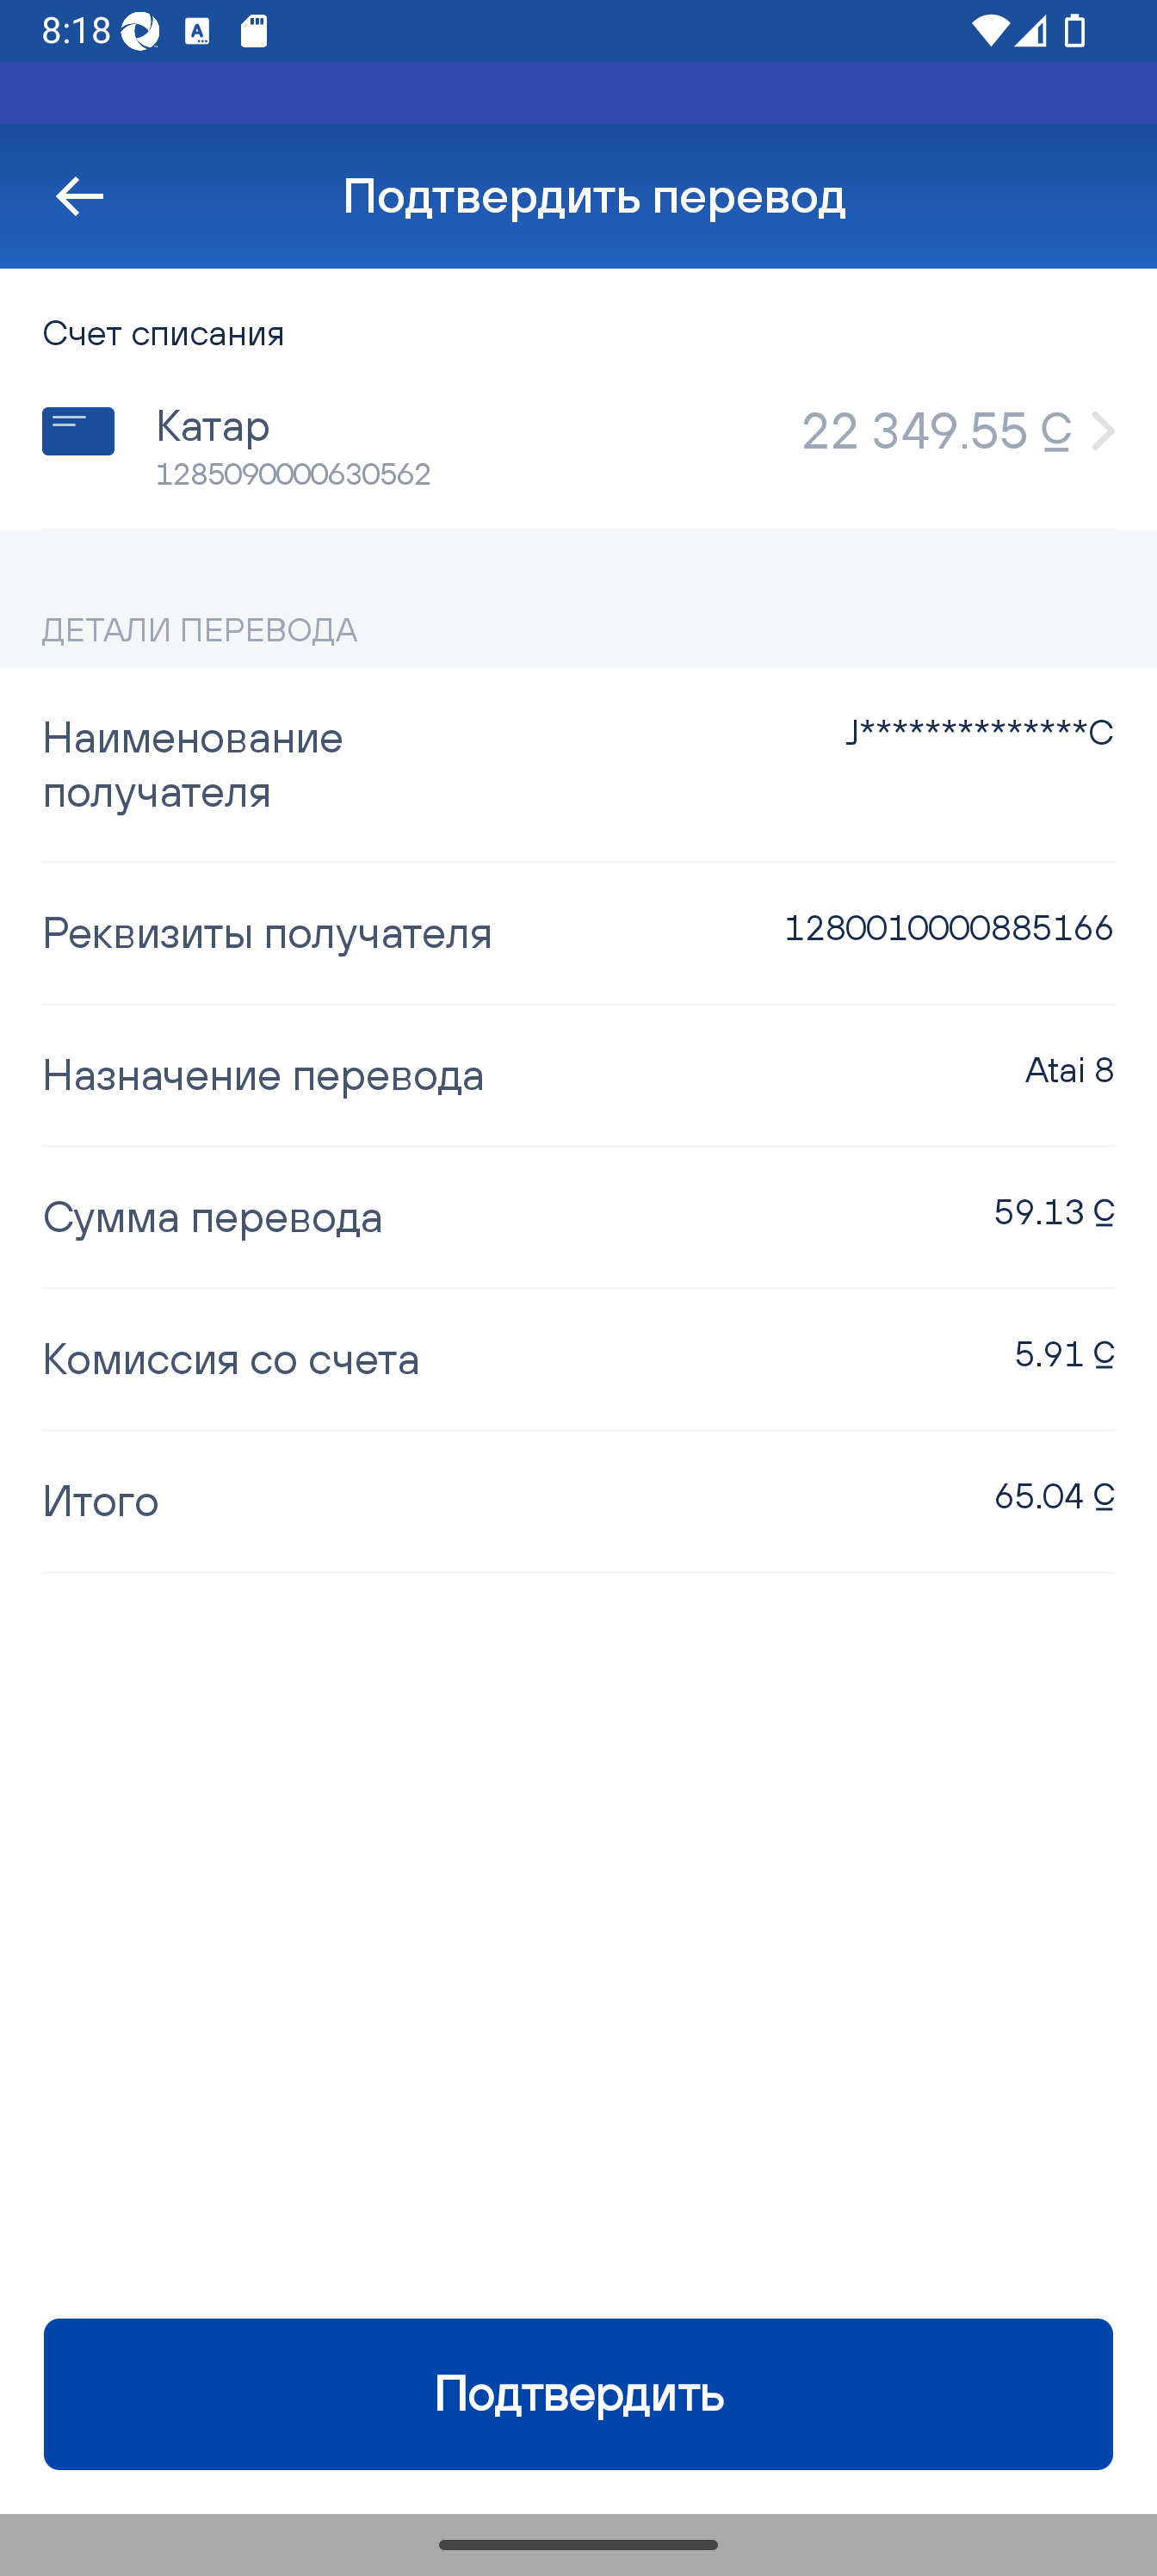 8:18
Подтвердить перевод
Счет списания
Катар
22 349.55 С
1285090000630562
ДЕТАЛИ ПЕРЕВОДА
Наименование
получателя
J**************C
Реквизиты получателя
1280010000885166
Назначение перевода
Atai 8
Сумма перевода
59.13 С
Комиссия со счета
5.91 С
Итого
65.04 С
Подтвердить